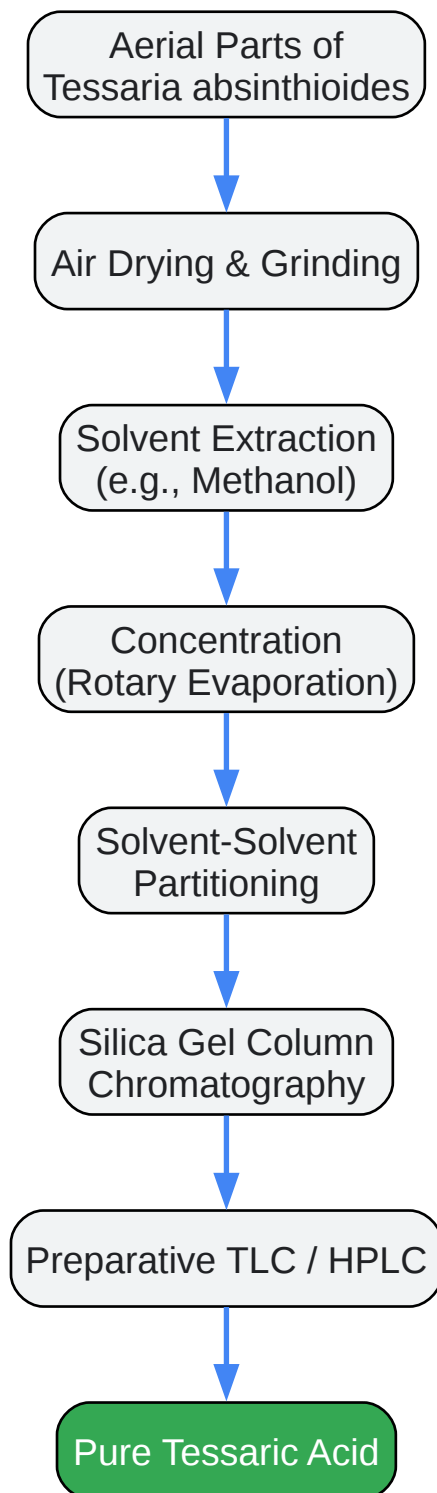 Aerial Parts of
Tessaria absinthioides
Air Drying & Grinding
Solvent Extraction
(e.g., Methanol)
Concentration
(Rotary Evaporation)
Solvent-Solvent
Partitioning
Silica Gel Column
Chromatography
Preparative TLC / HPLC
Pure Tessaric Acid